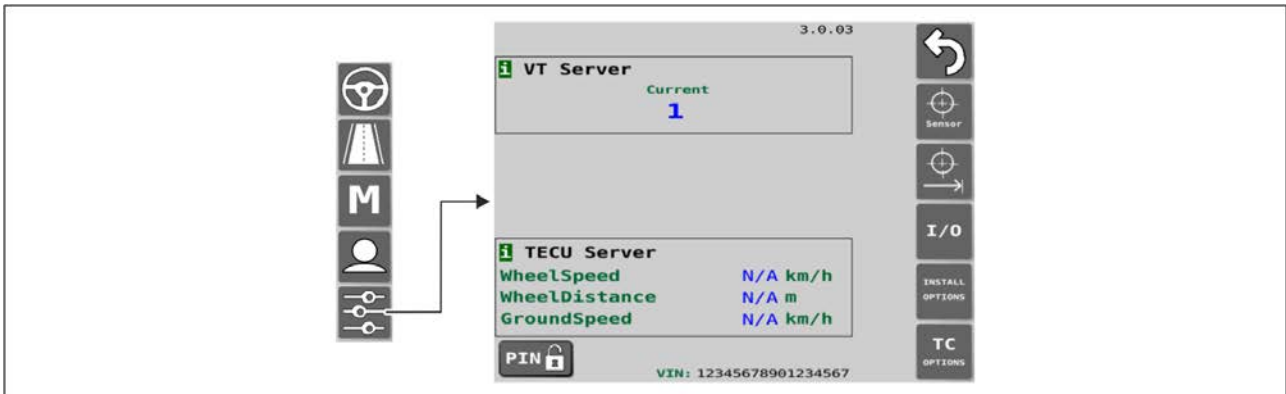 3.0.03
i VT Server
Current
1
M
i TECU Server
WheelSpeed N/A km/h
WheelDistance N/A m
GroundSpeed N/A km/h
PIN
VIN: 12345678901234567
Sensor
I/O
INSTALL
OPTIONS
TC
OPTIONS